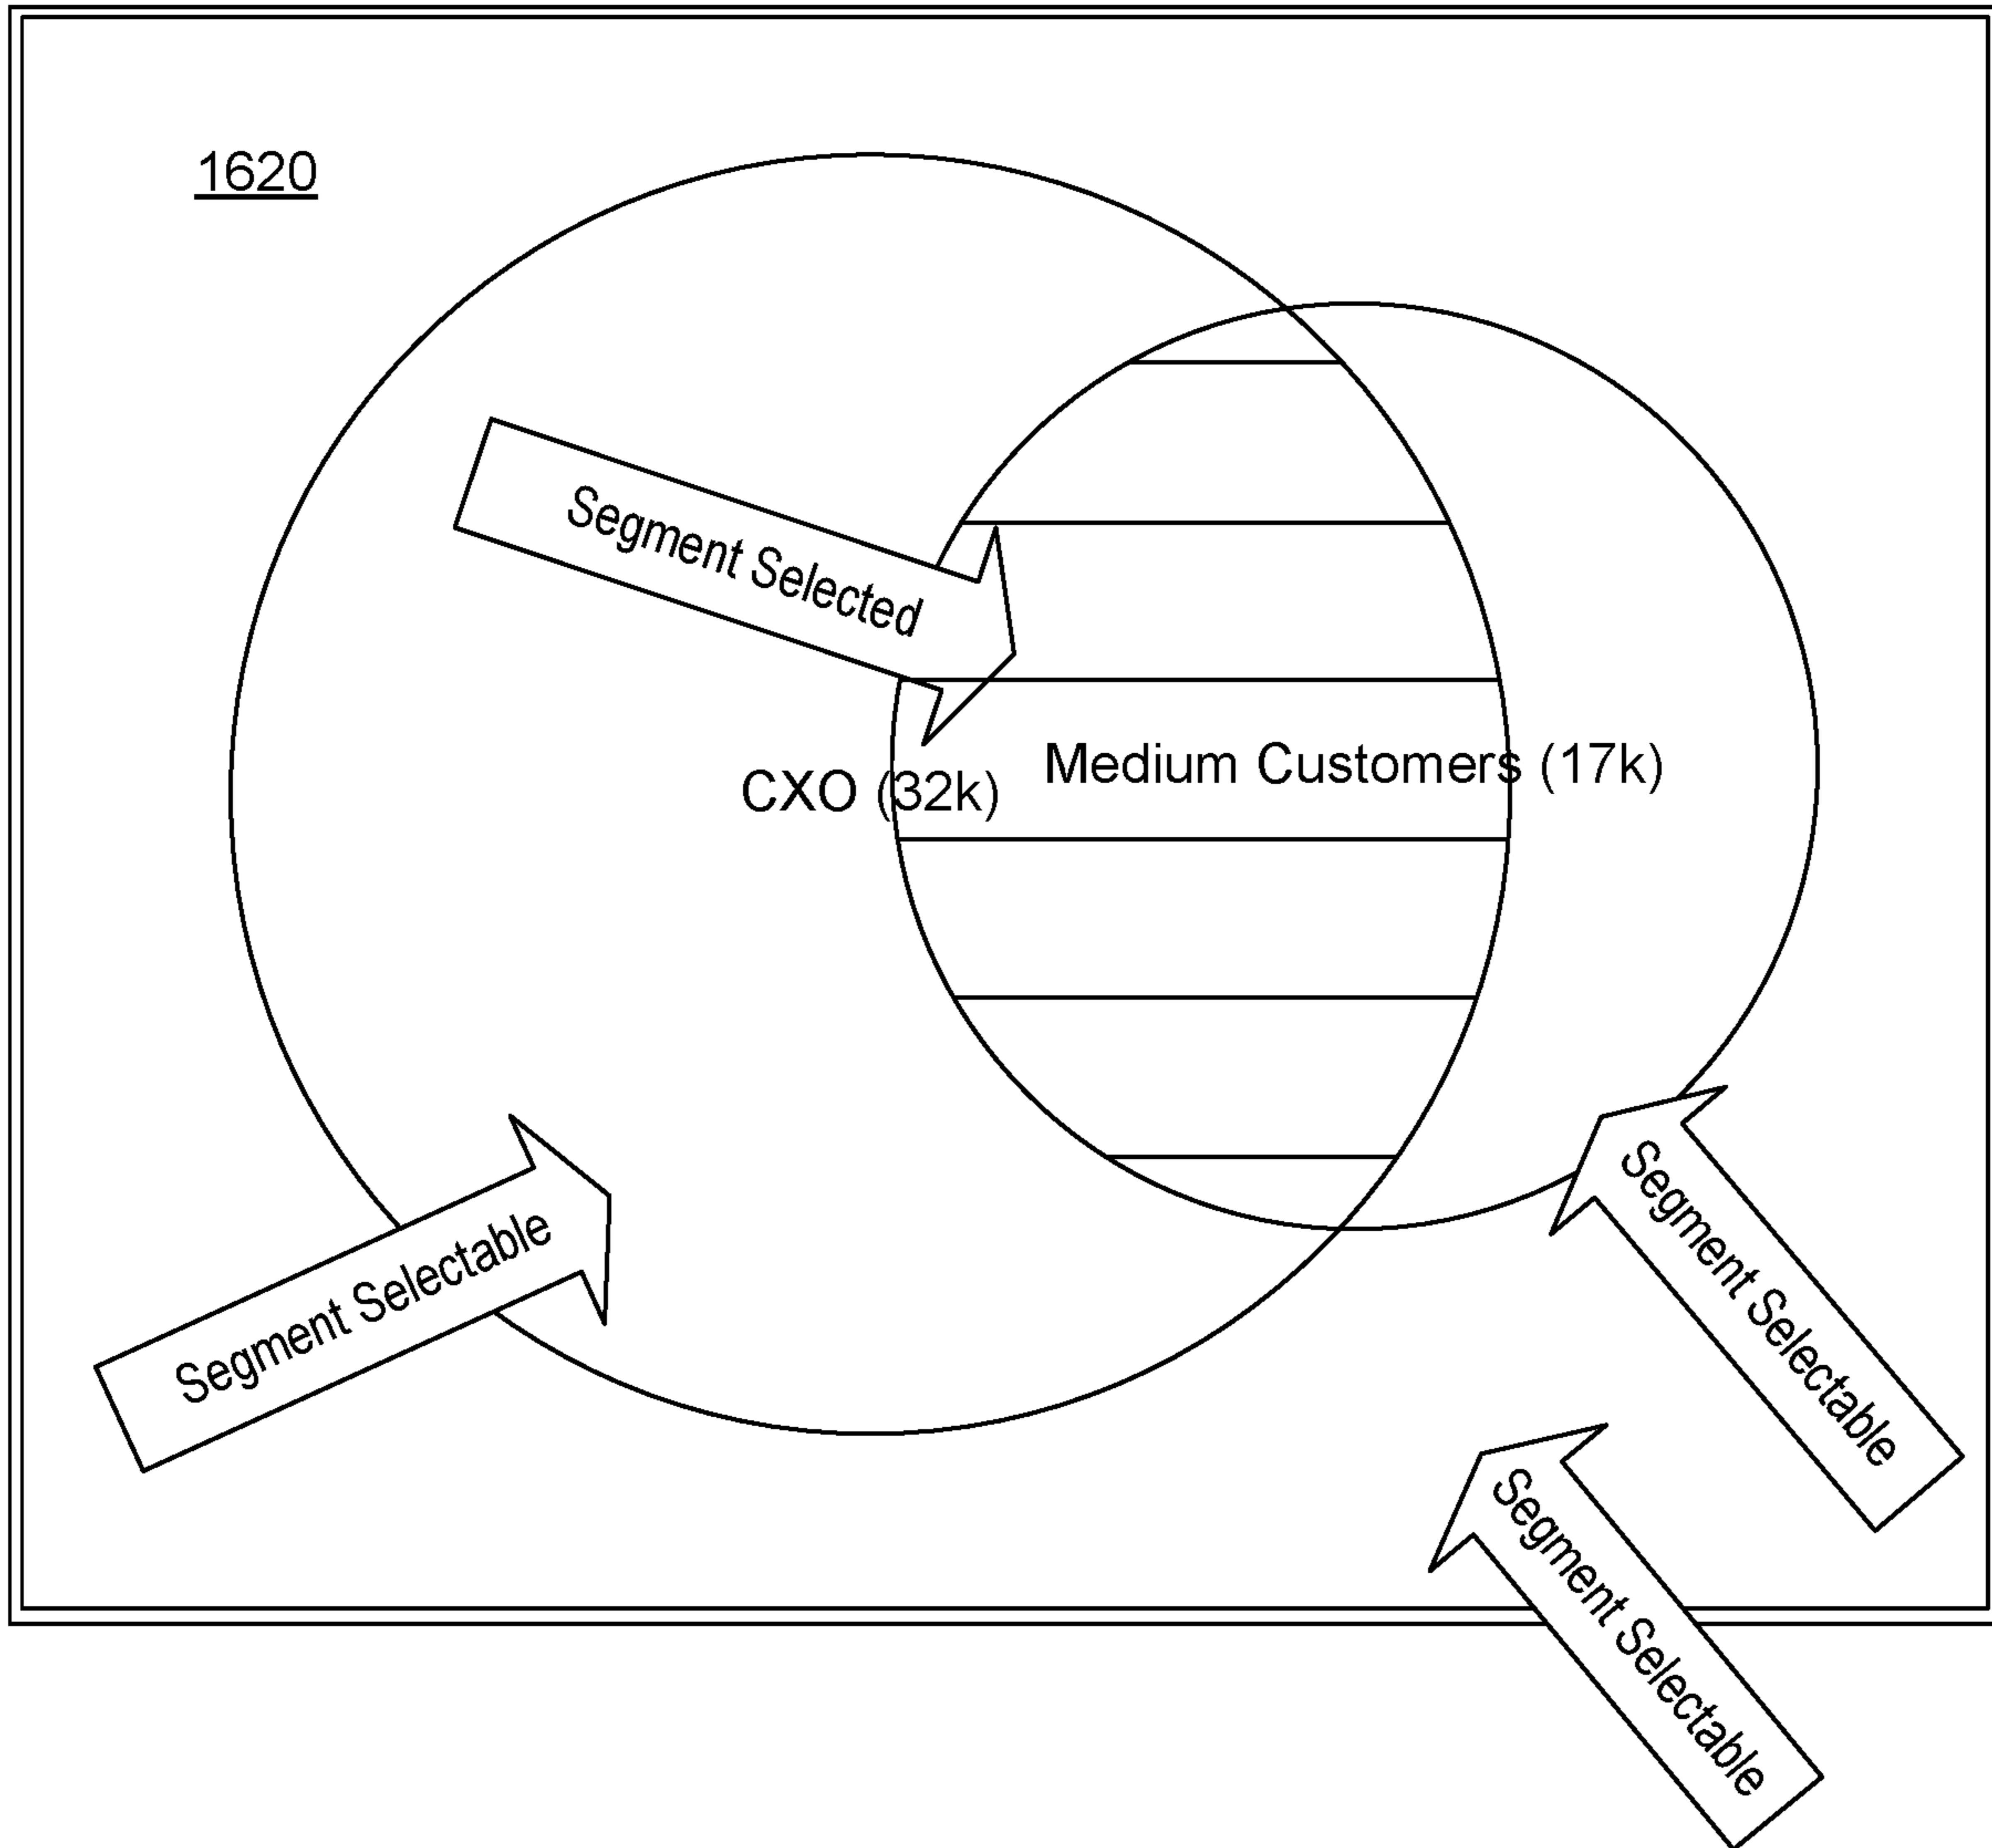 1620
Segment Selected
Medium Customers (17k)
CXO (32k)
Segment Selectable
Segment Selectable
Segment Selectable